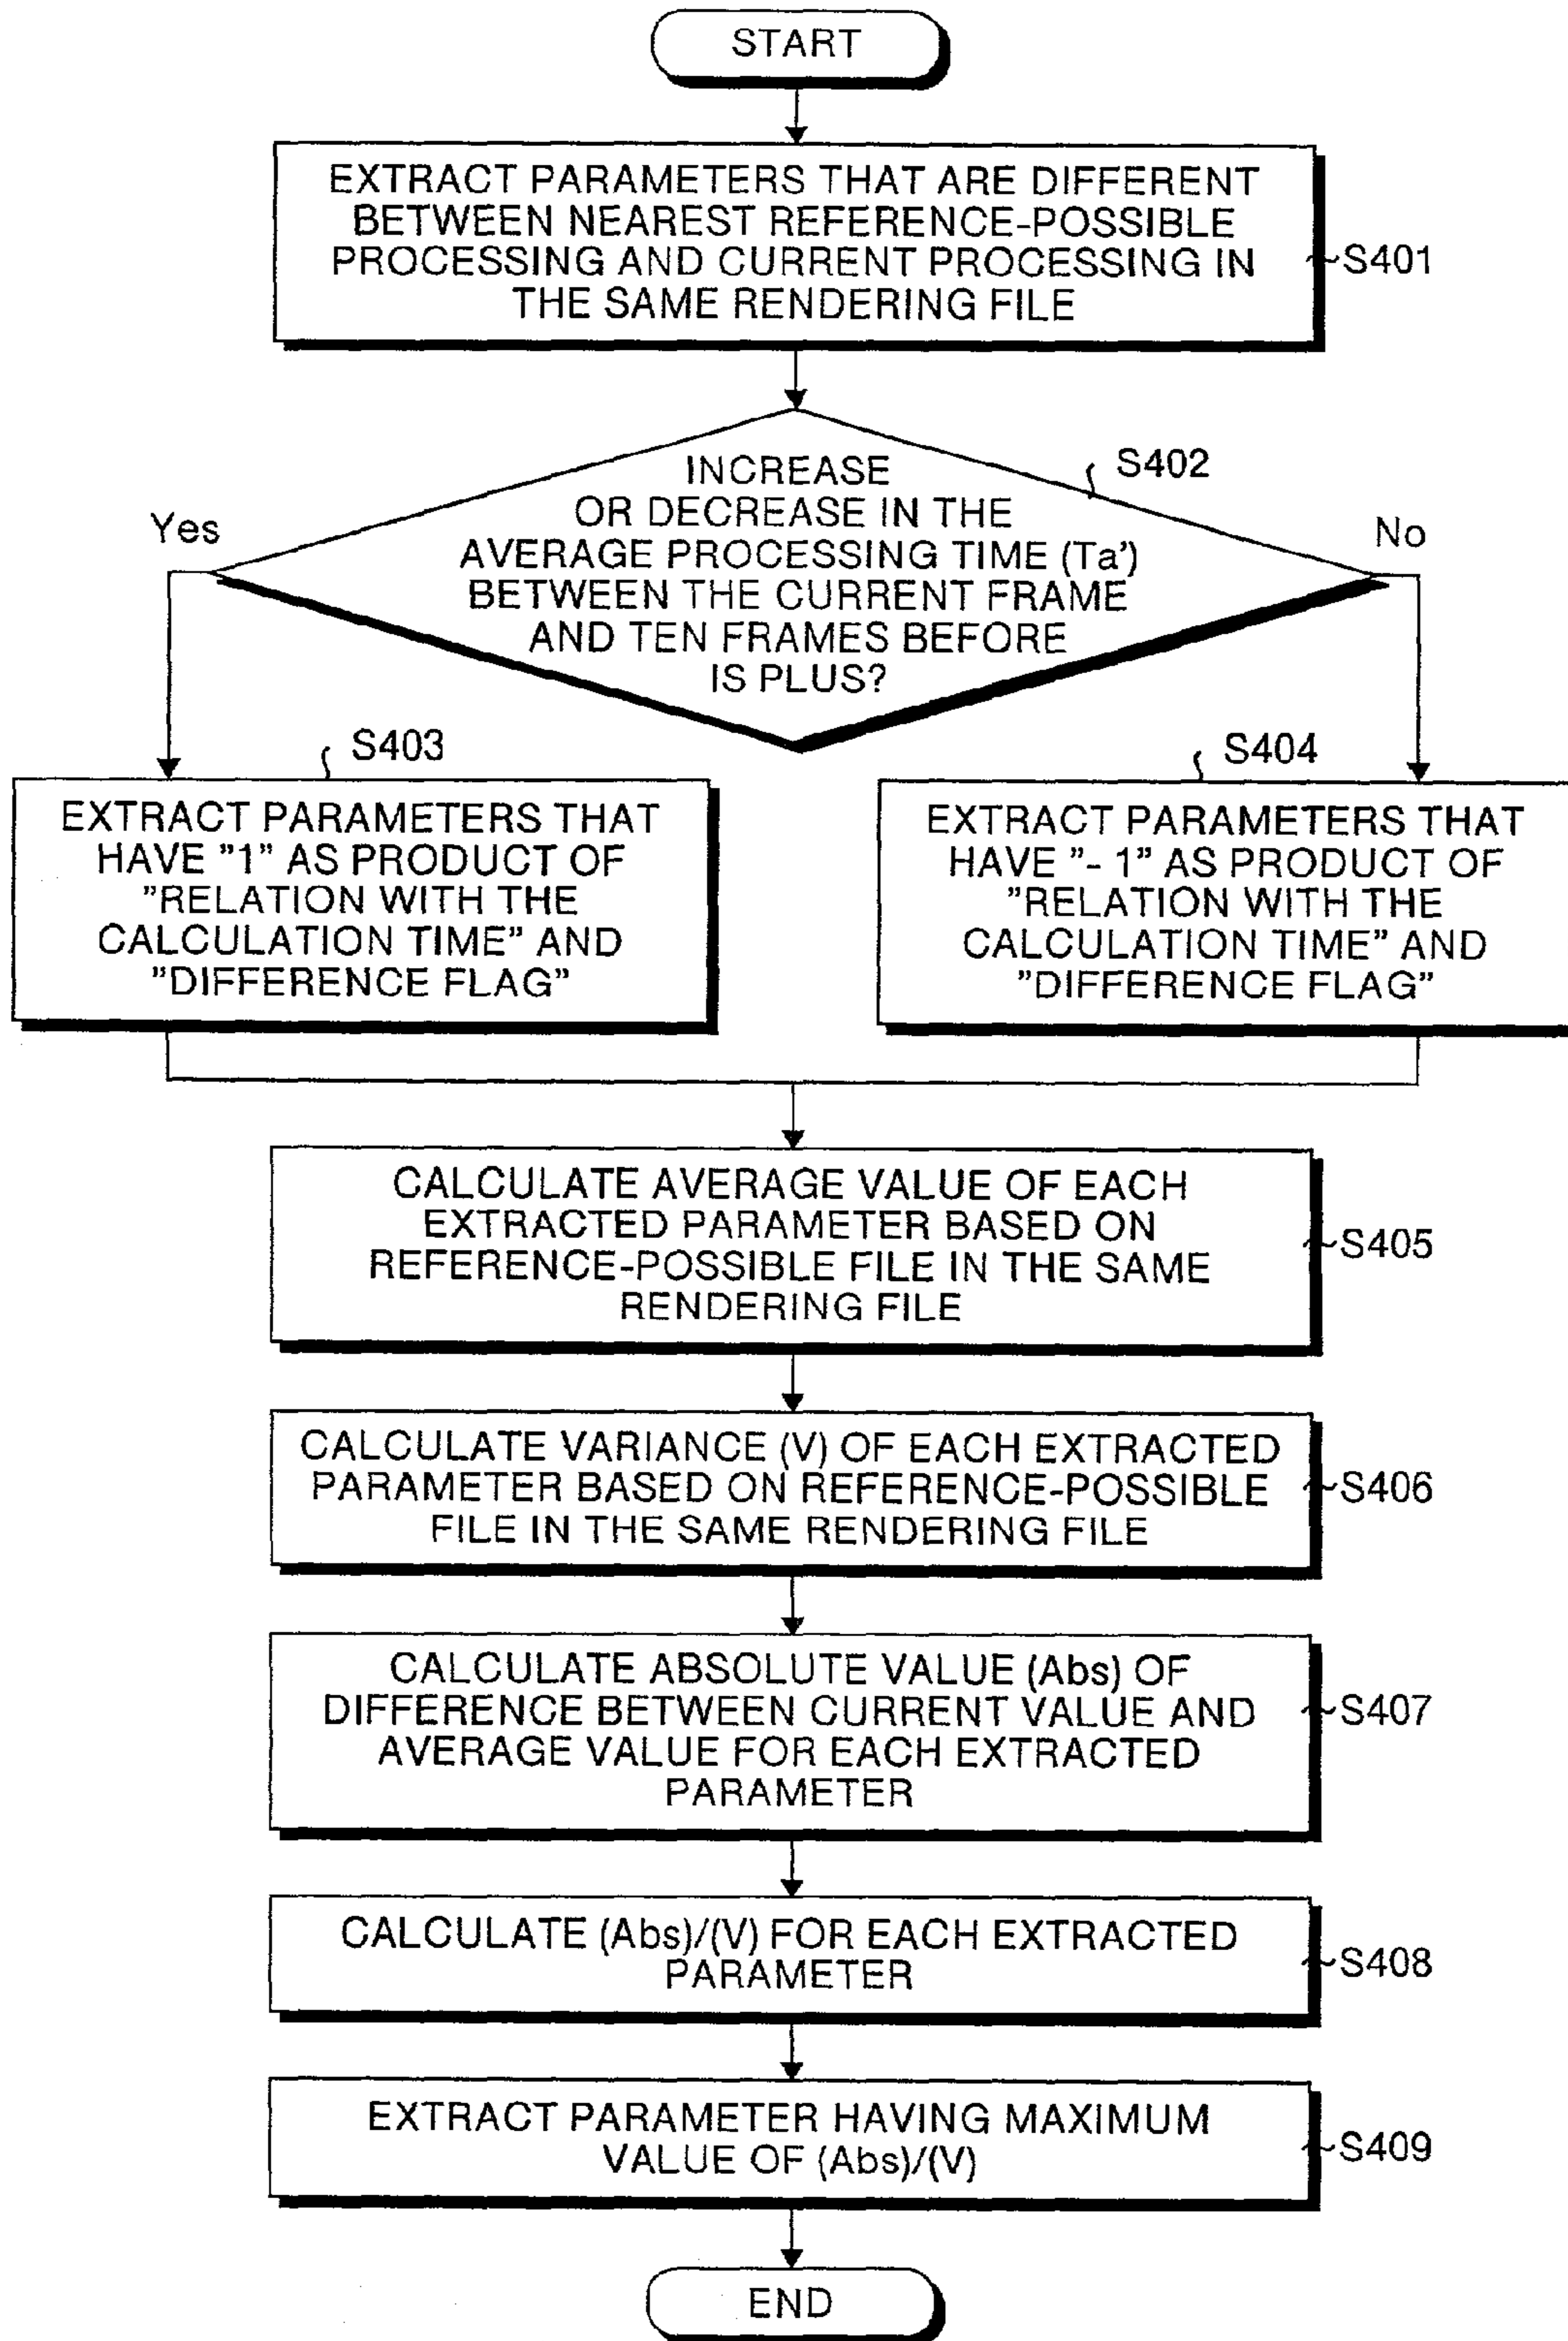 START
EXTRACT PARAMETERS THAT ARE DIFFERENT
BETWEEN NEAREST REFERENCE-POSSIBLE
PROCESSING AND CURRENT PROCESSING IN
THE SAME RENDERING FILE
S401
INCREASE
OR DECREASE IN THE
AVERAGE PROCESSING TIME (Ta')
BETWEEN THE CURRENT FRAME
AND TEN FRAMES BEFORE
IS PLUS?
S402
Yes
No
S403
EXTRACT PARAMETERS THAT
HAVE "1" AS PRODUCT OF
"RELATION WITH THE
CALCULATION TIME" AND
"DIFFERENCE FLAG"
S404
EXTRACT PARAMETERS THAT
HAVE "- 1" AS PRODUCT OF
"RELATION WITH THE
CALCULATION TIME" AND
"DIFFERENCE FLAG"
CALCULATE AVERAGE VALUE OF EACH
EXTRACTED PARAMETER BASED ON
REFERENCE-POSSIBLE FILE IN THE SAME
RENDERING FILE
S405
CALCULATE VARIANCE (V) OF EACH EXTRACTED
PARAMETER BASED ON REFERENCE-POSSIBLE
FILE IN THE SAME RENDERING FILE
S406
CALCULATE ABSOLUTE VALUE (Abs) OF
DIFFERENCE BETWEEN CURRENT VALUE AND
AVERAGE VALUE FOR EACH EXTRACTED
PARAMETER
S407
CALCULATE (Abs)/(V) FOR EACH EXTRACTED
PARAMETER
S408
EXTRACT PARAMETER HAVING MAXIMUM
VALUE OF (Abs)/(V)
S409
END